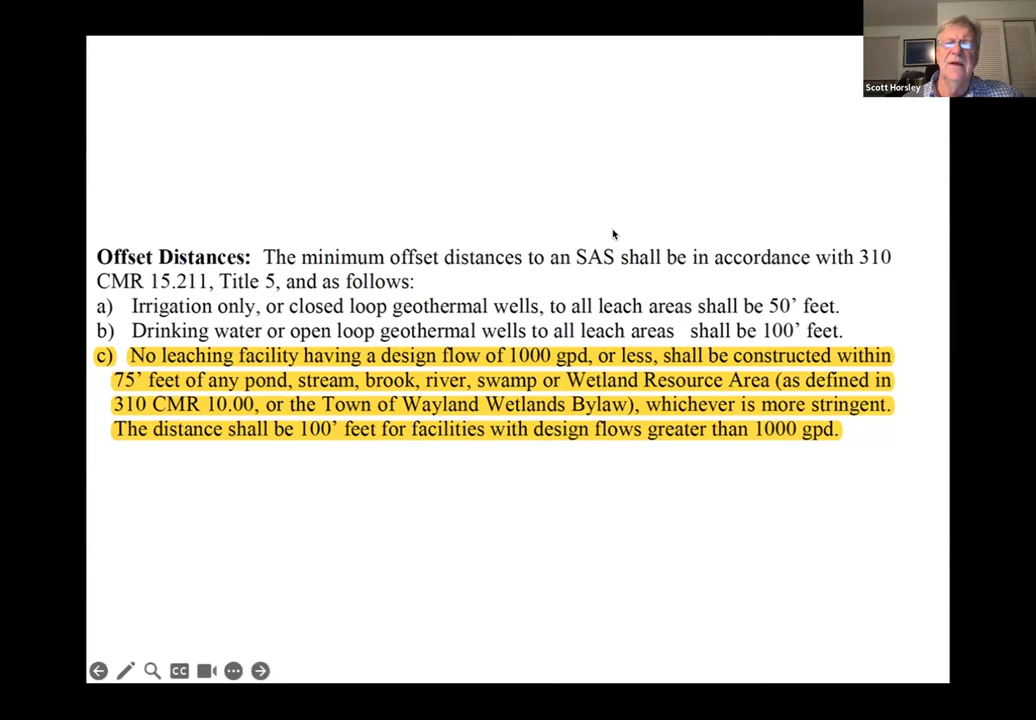 Scott Horsley
Offset Distances: The minimum offset distances to an SAS shall be in accordance with 310
CMR 15.211, Title 5, and as follows:
a) Irrigation only, or closed loop geothermal wells, to all leach areas shall be 50’ feet.
b) Drinking water or open loop geothermal wells to all leach areas shall be 100’ feet.
c) No leaching facility having a design flow of 1000 gpd, or less, shall be constructed within
75’ feet of any pond, stream, brook, river, swamp or Wetland Resource Area (as defined in
310 CMR 10.00, or the Town of Wayland Wetlands Bylaw), whichever is more stringent.
The distance shall be 100’ feet for facilities with design flows greater than 1000 gpd.
CC